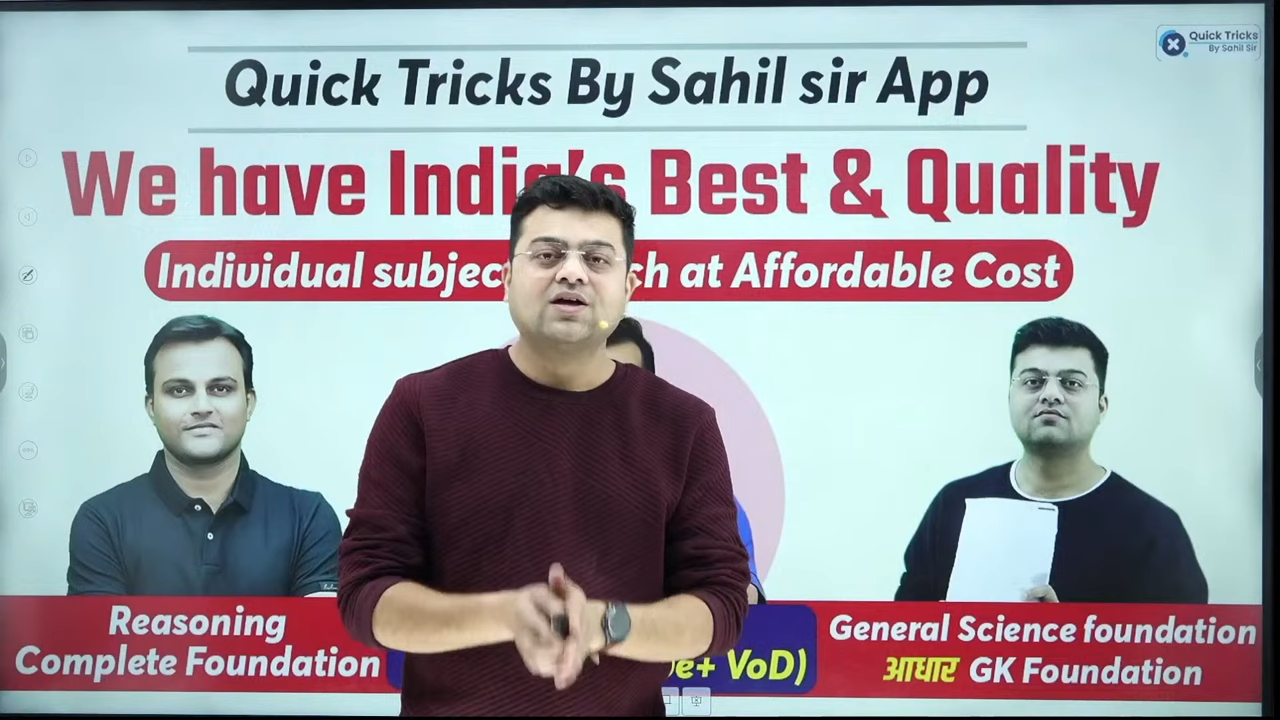 Quick Tricks
By Sahil Sir
Quick Tricks By Sahil sir App
We have India's Best & Quality
Individual subjec ch at Affordable Cost
Reasoning
Complete Foundation
e+ VoD)
General Science foundation
आधार GK Foundation